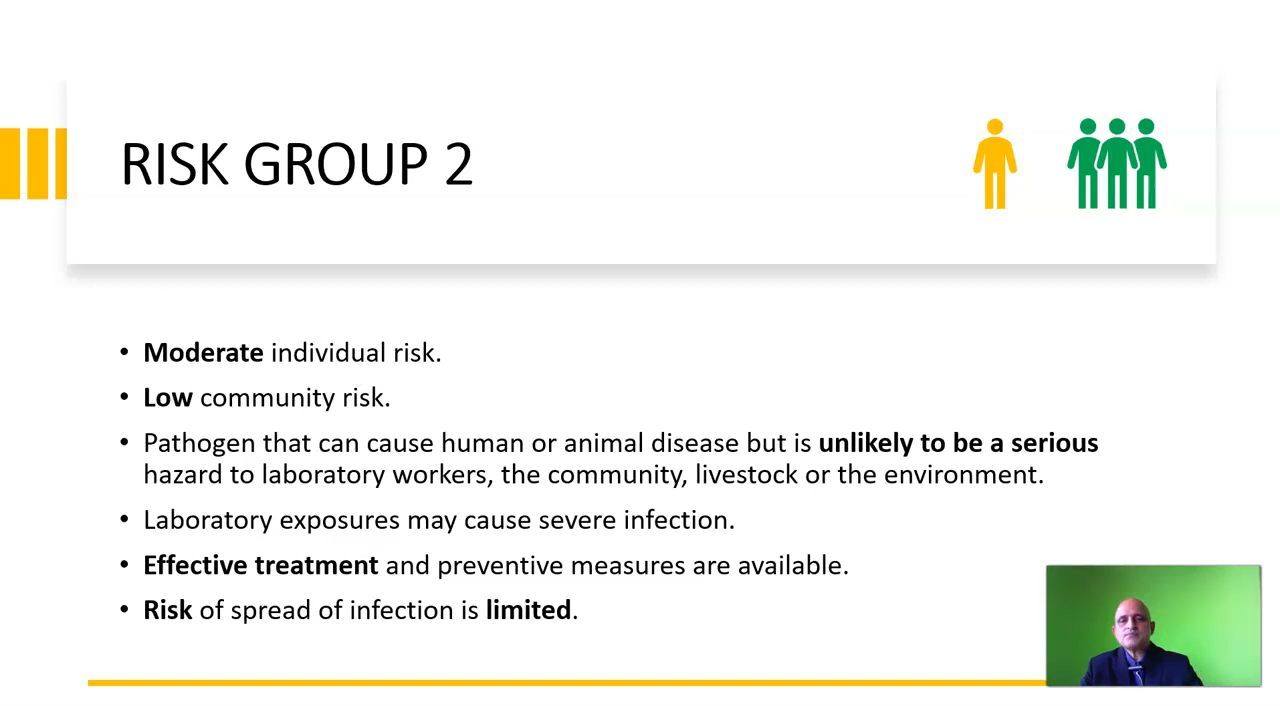 RISK GROUP 2
• Moderate individual risk.
• Low community risk.
• Pathogen that can cause human or animal disease but is unlikely to be a serious
hazard to laboratory workers, the community, livestock or the environment.
• Laboratory exposures may cause severe infection.
• Effective treatment and preventive measures are available.
• Risk of spread of infection is limited.